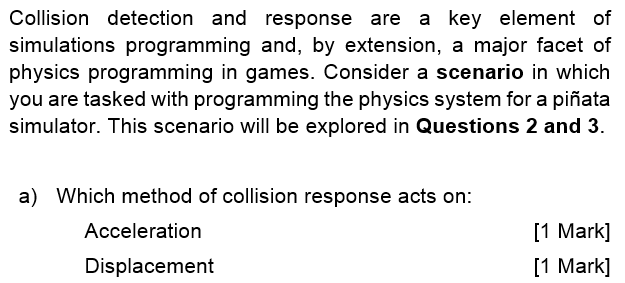 Collision detection and response are a key element of
simulations programming and, by extension, a major facet of
physics programming in games. Consider a scenario in which
you are tasked with programming the physics system for a piñata
simulator. This scenario will be explored in Questions 2 and 3.
a) Which method of collision response acts on:
Acceleration [1 Mark]
Displacement [1 Mark]